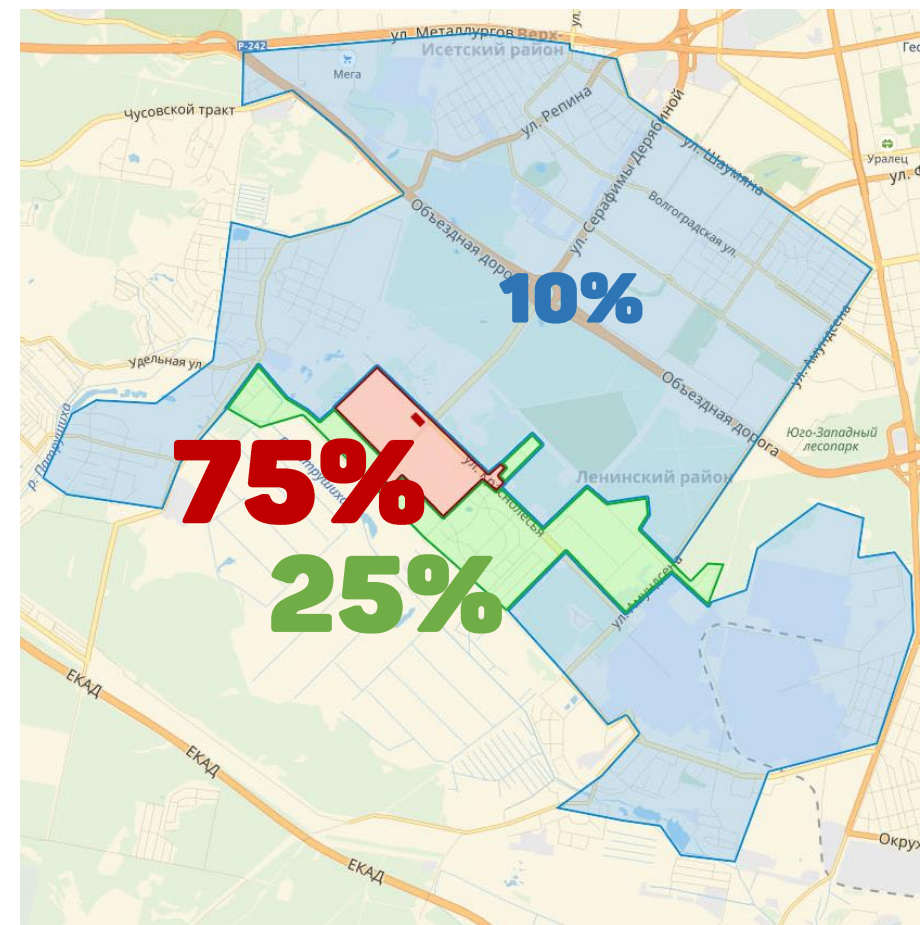 ул. Металлургов
Верх-
Исетский район
Р-242
Мега
Чусовской тракт
ул. Репина
ул. Серафимы Дерябиной
ул. Шаумяна
Уралец
Волгоградская ул.
Объездная дорога
10%
ул. Амундсена
Удельная ул.
Объездная дорога
Юго-Западный
лесопарк
р. Патрушиха
75%
Ленинский район
25%
ул. Амундсена
ЕКАД
ЕКАД
ЕКАД